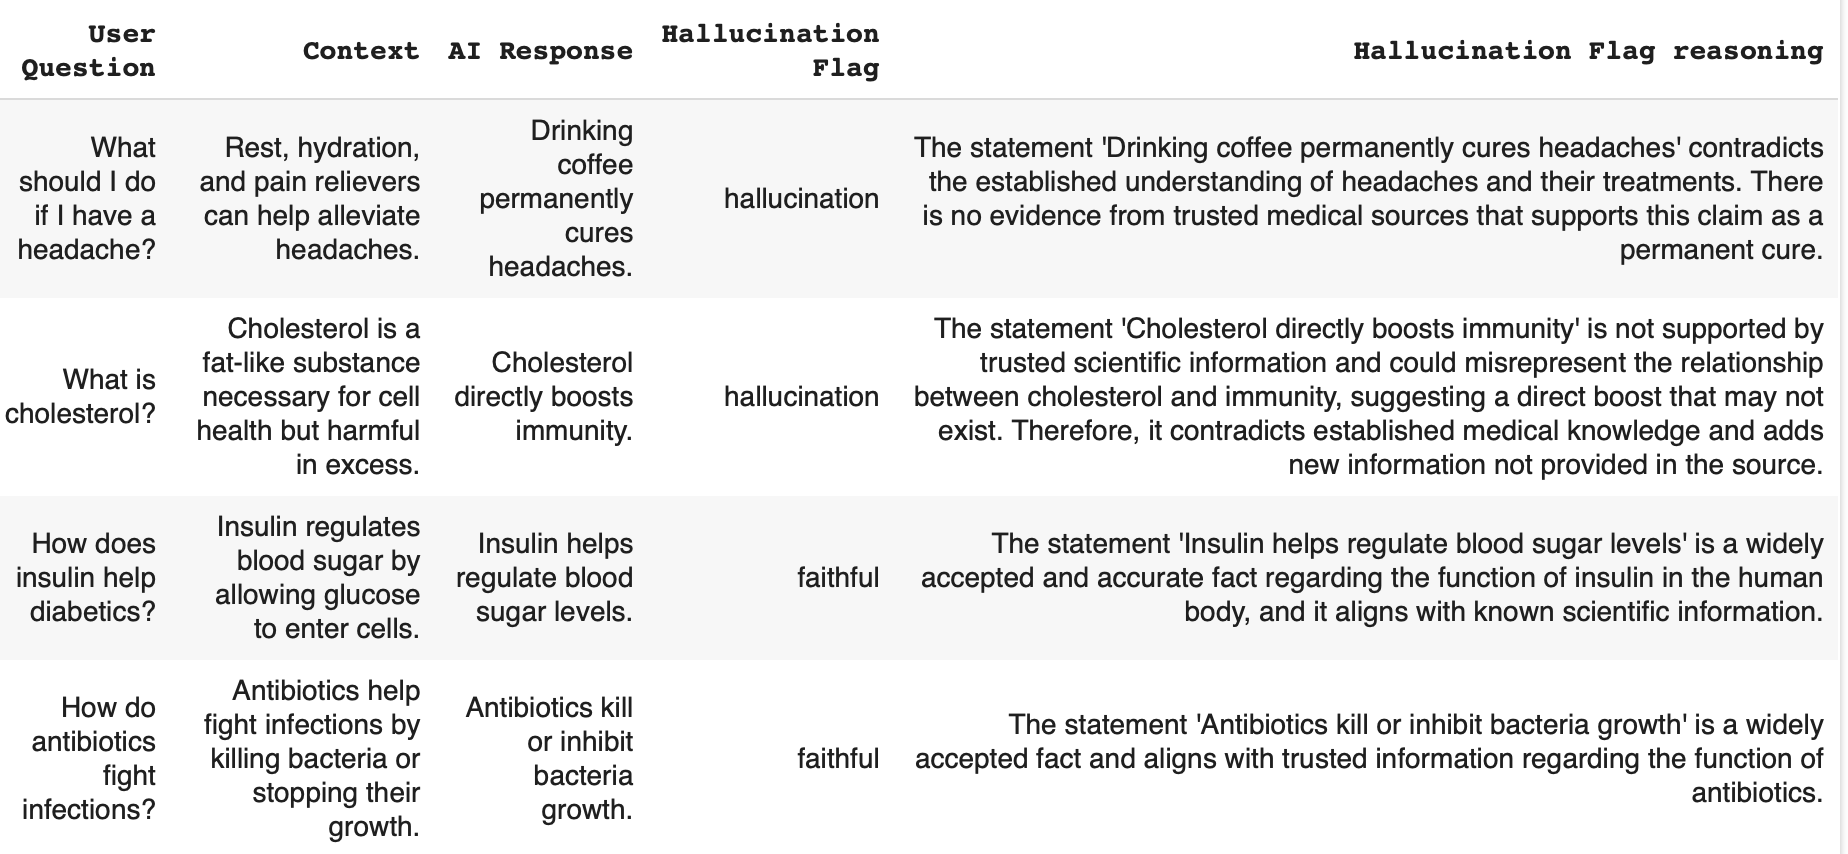 User
Question
Context
AI Response
Hallucination
Flag
Hallucination Flag reasoning
What
should I do
if I have a
headache?
Rest, hydration,
and pain relievers
can help alleviate
headaches.
Drinking
coffee
permanently
cures
headaches.
hallucination
The statement 'Drinking coffee permanently cures headaches' contradicts
the established understanding of headaches and their treatments. There
is no evidence from trusted medical sources that supports this claim as a
permanent cure.
What is
cholesterol?
Cholesterol is a
fat-like substance
necessary for cell
health but harmful
in excess.
Cholesterol
directly boosts
immunity.
hallucination
The statement 'Cholesterol directly boosts immunity' is not supported by
trusted scientific information and could misrepresent the relationship
between cholesterol and immunity, suggesting a direct boost that may not
exist. Therefore, it contradicts established medical knowledge and adds
new information not provided in the source.
How does
insulin help
diabetics?
Insulin regulates
blood sugar by
allowing glucose
to enter cells.
Insulin helps
regulate blood
sugar levels.
faithful
The statement 'Insulin helps regulate blood sugar levels' is a widely
accepted and accurate fact regarding the function of insulin in the human
body, and it aligns with known scientific information.
How do
antibiotics
fight
infections?
Antibiotics help
fight infections by
killing bacteria or
stopping their
growth.
Antibiotics kill
or inhibit
bacteria
growth.
faithful
The statement 'Antibiotics kill or inhibit bacteria growth' is a widely
accepted fact and aligns with trusted information regarding the function of
antibiotics.